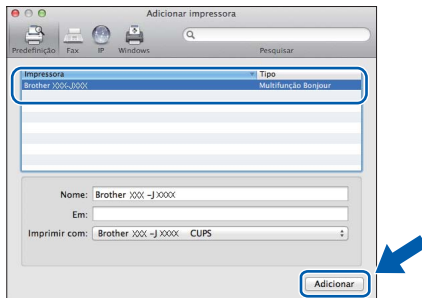 Adicionar impressora
Predefinição Fax IP Windows Pesquisar
Impressora Tipo
Brother XXX-JXXX Multifunção Bonjour
Nome: Brother XXX -J XXXX
Em:
Imprimir com: Brother XXX -J XXXX CUPS
Adicionar